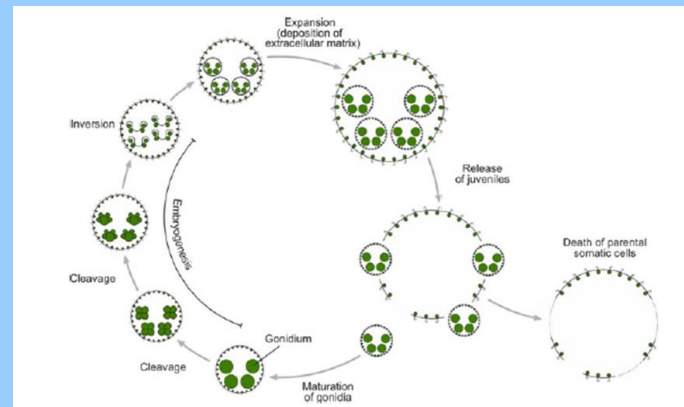 Expansion
(deposition of
extracellular matrix)
Inversion
Release
of juveniles
Embryogenesis
Death of parental
somatic cells
Cleavage
Gonidium
Cleavage
Maturation
of gonidia